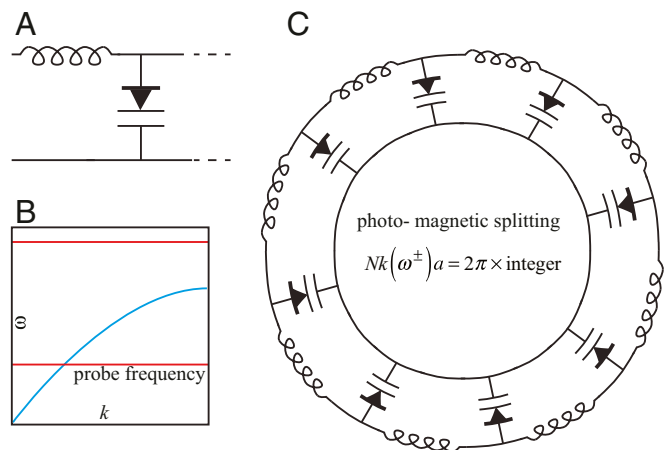 A
B
ω
probe frequency
k
C
photo- magnetic splitting
Nk(ω±)a = 2π × integer